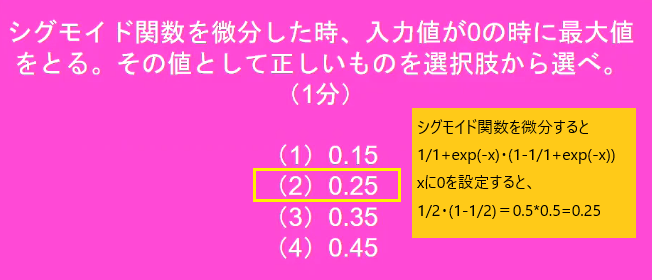 シグモイド関数を微分した時、入力値が0の時に最大値
をとる。その値として正しいものを選択肢から選べ。
（1分）
（1）0.15
（2）0.25
（3）0.35
（4）0.45
シグモイド関数を微分すると
1/1+exp(-x)・(1-1/1+exp(-x))
xに0を設定すると、
1/2・(1-1/2)＝0.5*0.5=0.25